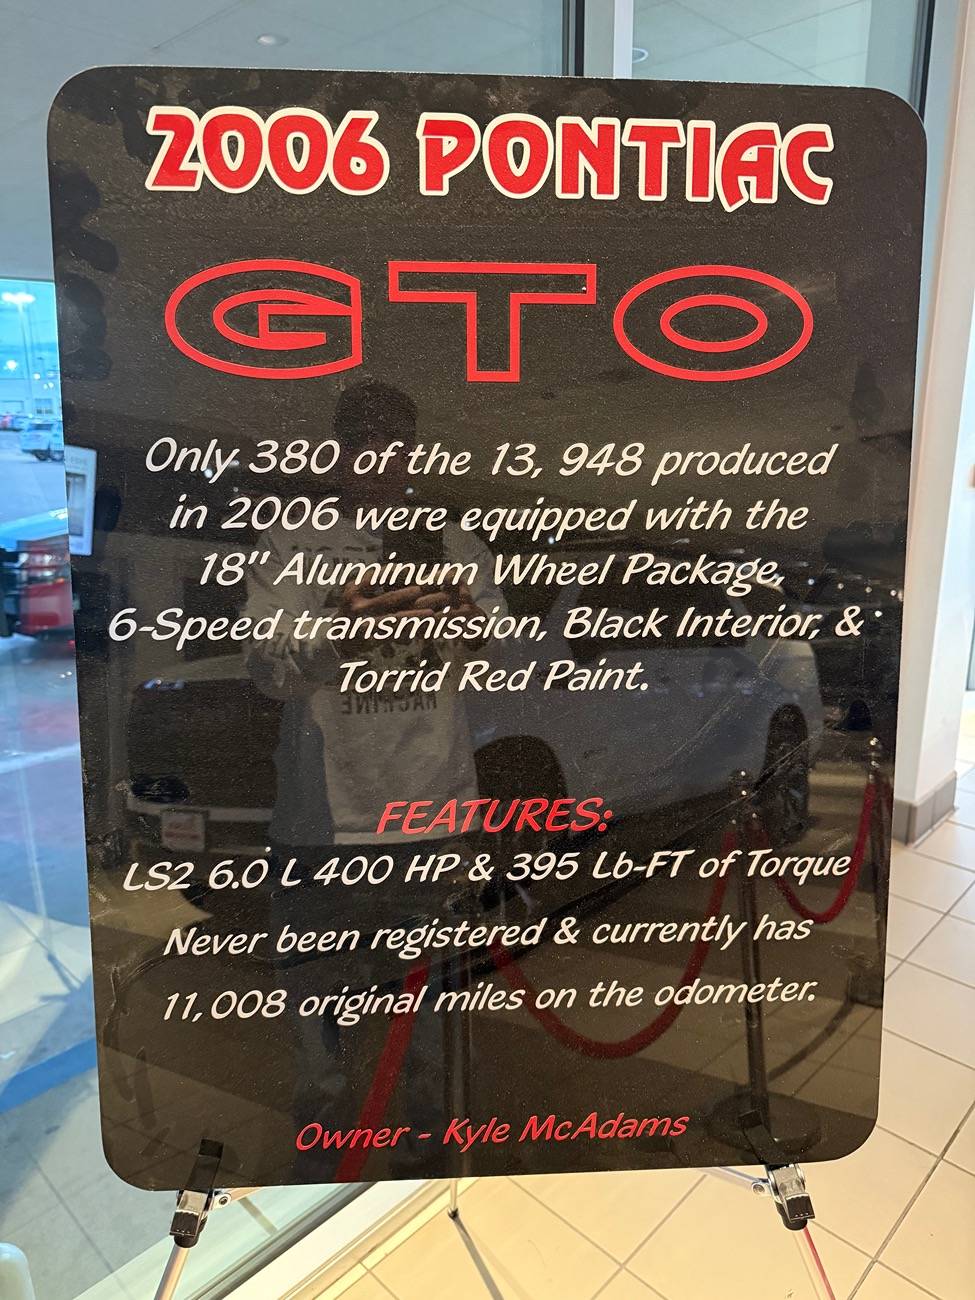 2006 PONTIAC
GTO
Only 380 of the 13, 948 produced
in 2006 were equipped with the
18" Aluminum Wheel Package,
6-Speed transmission, Black Interior, &
Torrid Red Paint.
FEATURES:
LS2 6.0 L 400 HP & 395 Lb-FT of Torque
Never been registered & currently has
11,008 original miles on the odometer.
Owner - Kyle McAdams